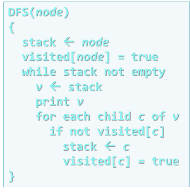 DFS(node)
{
stack ← node
visited[node] = true
while stack not empty
v ← stack
print v
for each child c of v
if not visited[c]
stack ← c
visited[c] = true
}